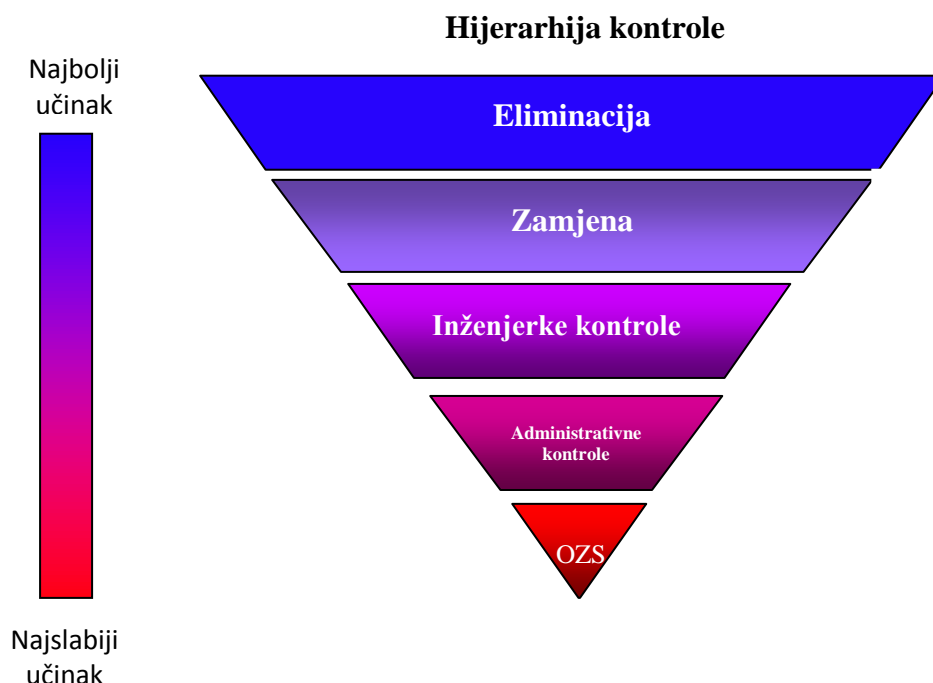 Hijerarhija kontrole
Najbolji
učinak
Eliminacija
Zamjena
Inženjerke kontrole
Administrativne
kontrole
OZS
Najslabiji
učinak